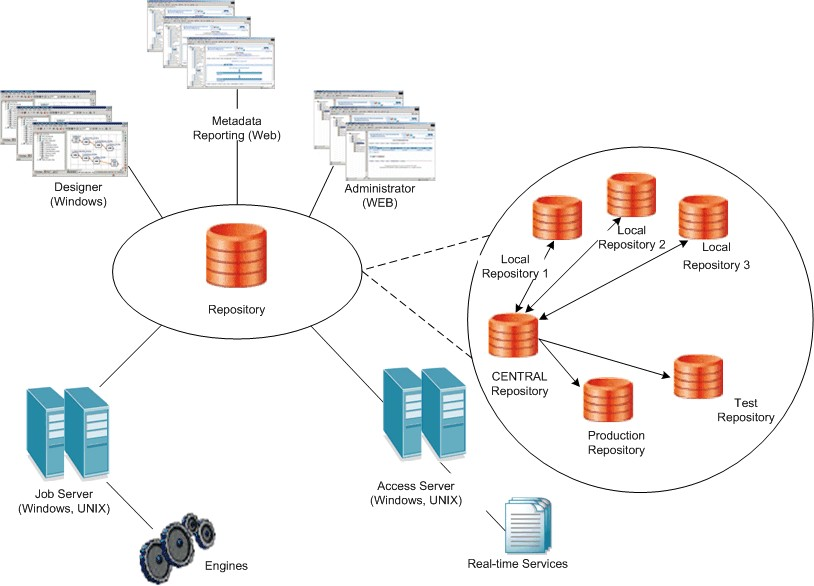 Metadata
Reporting (Web)
Designer
(Windows)
Administrator
(WEB)
Repository
Local
Repository 1
Local
Repository 2
Local
Repository 3
CENTRAL
Repository
Production
Repository
Test
Repository
Job Server
(Windows, UNIX)
Access Server
(Windows, UNIX)
Engines
Real-time Services